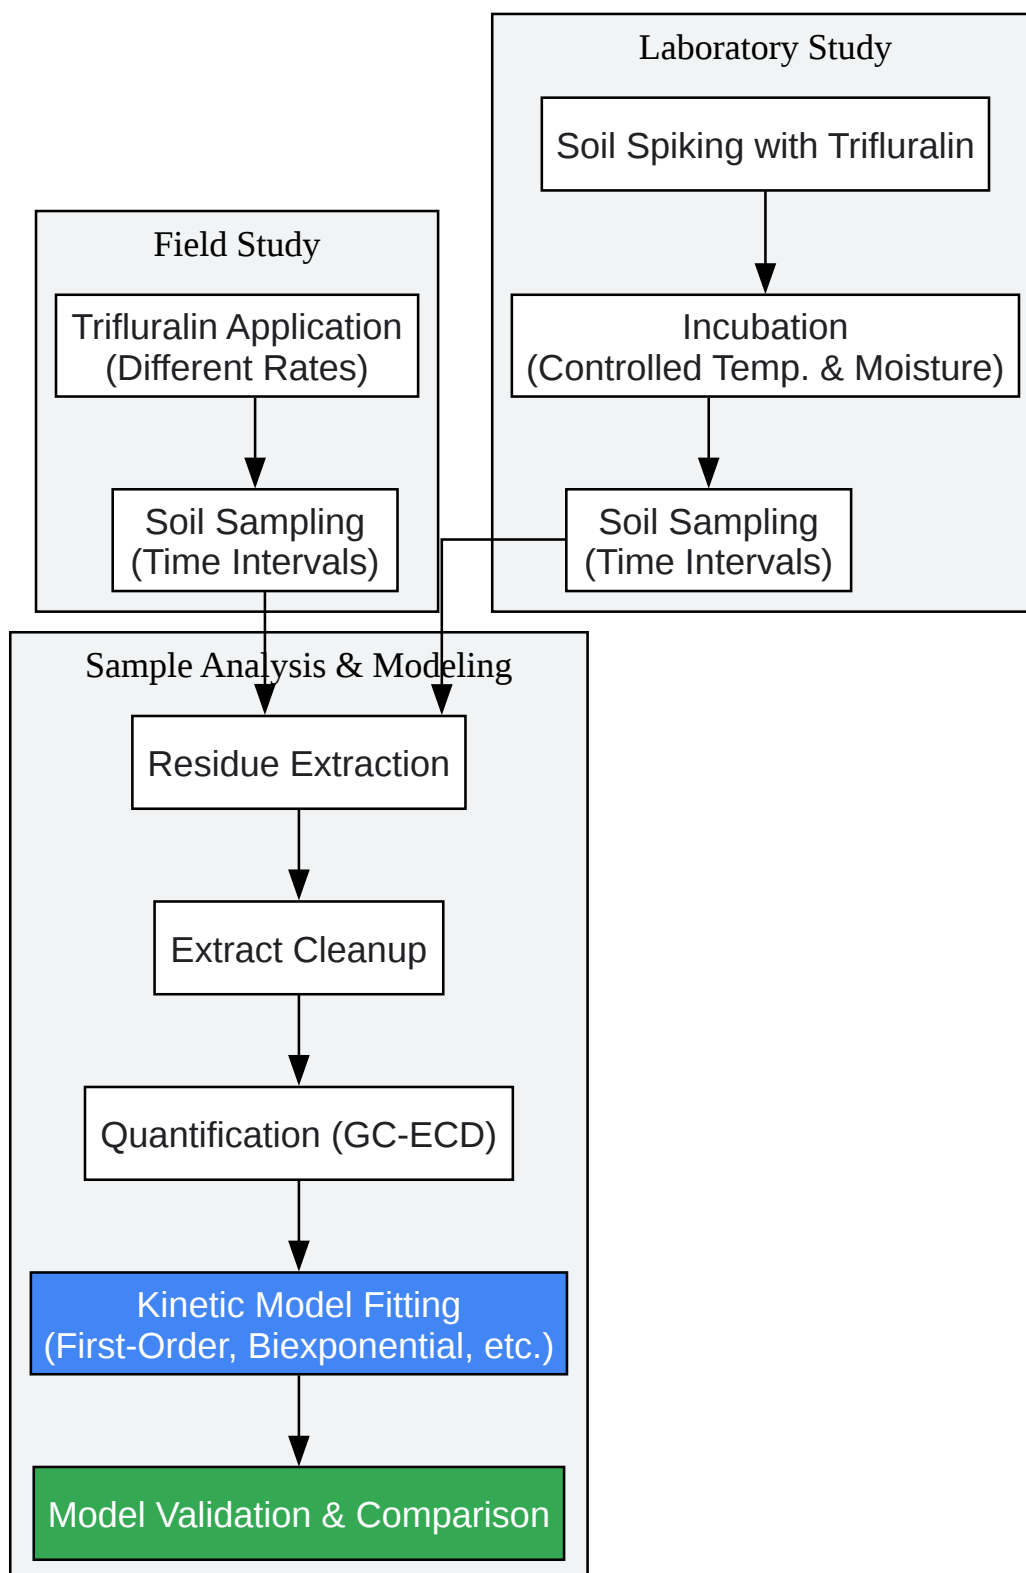 Laboratory Study
Soil Spiking with Trifluralin
Incubation
(Controlled Temp. & Moisture)
Soil Sampling
(Time Intervals)
Field Study
Trifluralin Application
(Different Rates)
Soil Sampling
(Time Intervals)
Sample Analysis & Modeling
Residue Extraction
Extract Cleanup
Quantification (GC-ECD)
Kinetic Model Fitting
(First-Order, Biexponential, etc.)
Model Validation & Comparison